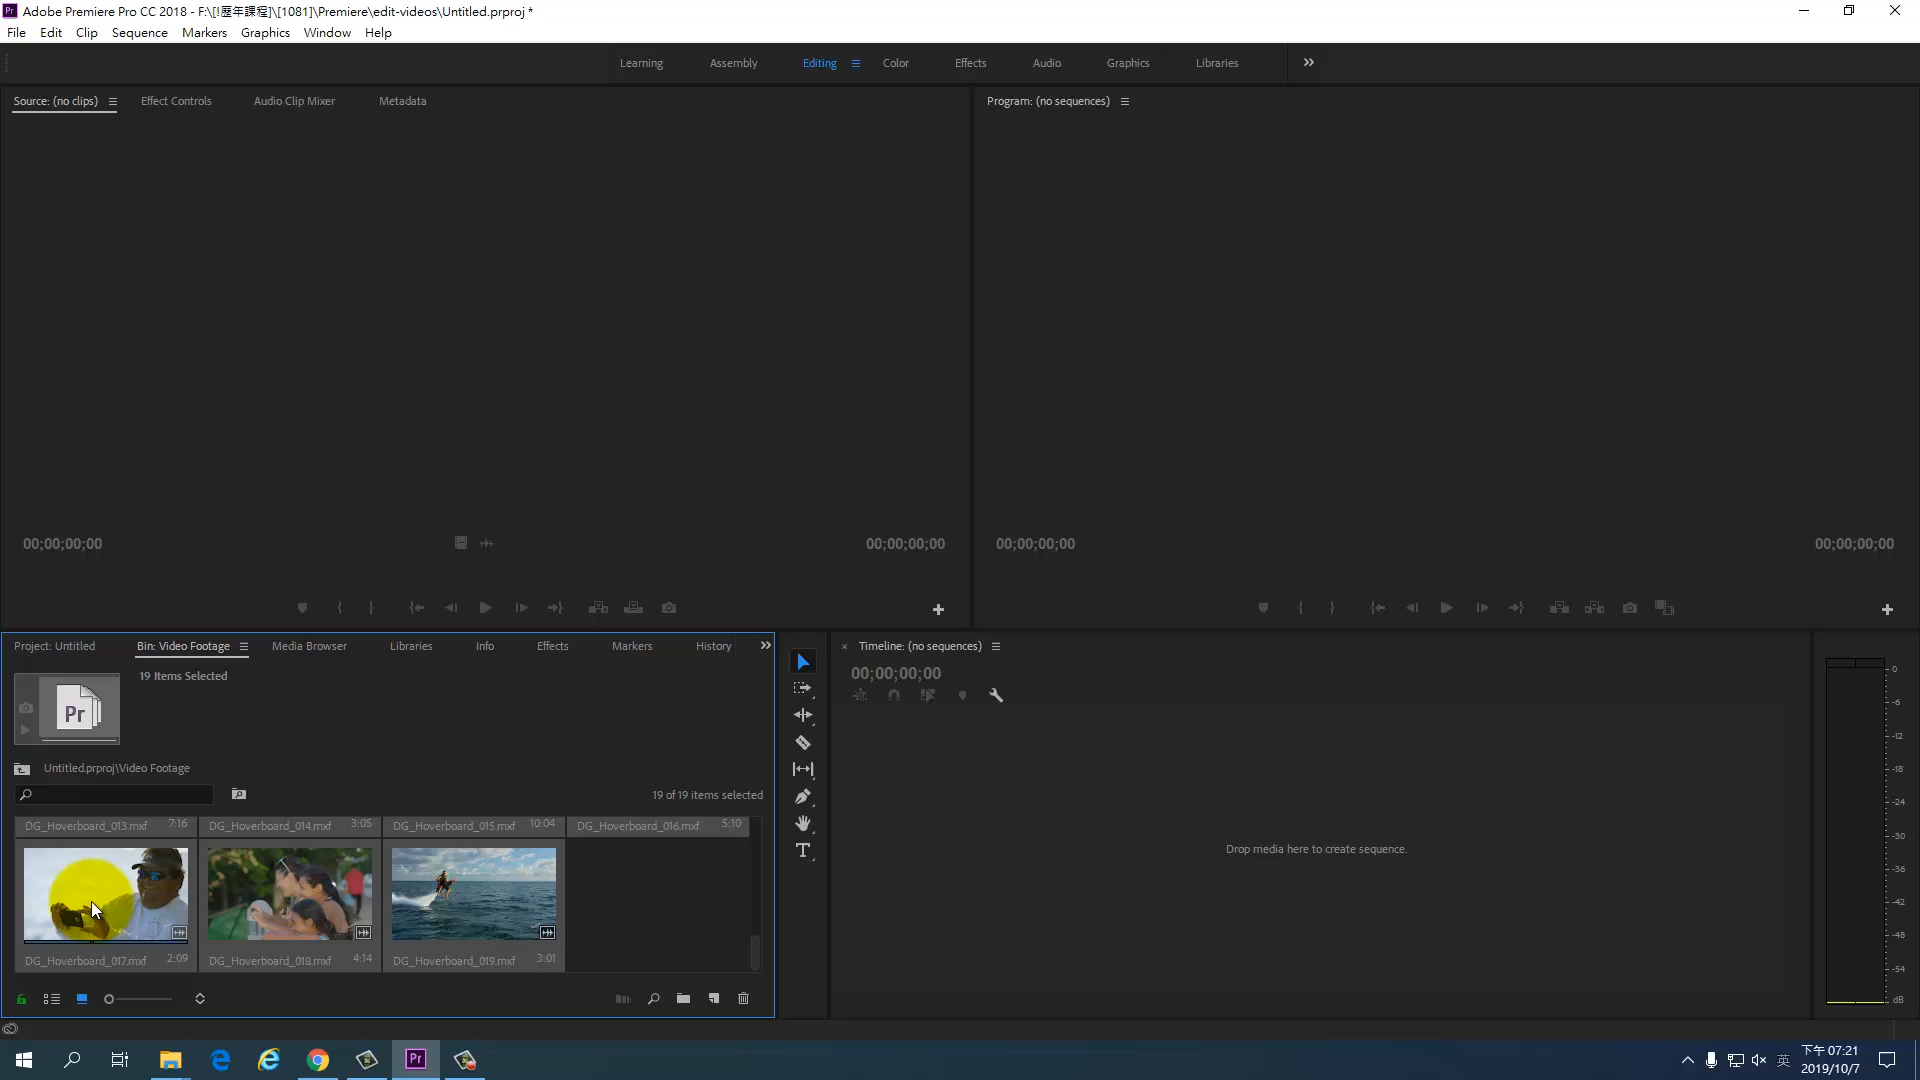 Adobe Premiere Pro CC 2018 - F:\[!歷年課程]\[1081]\Premiere\edit-videos\Untitled.prproj *
File Edit Clip Sequence Markers Graphics Window Help
Learning Assembly Editing Color Effects Audio Graphics Libraries
Source: (no clips) Effect Controls Audio Clip Mixer Metadata
Program: (no sequences)
00;00;00;00 00;00;00;00
00;00;00;00 00;00;00;00
Project: Untitled Bin: Video Footage Media Browser Libraries Info Effects Markers History
19 Items Selected
Pr
Untitled.prproj\Video Footage
19 of 19 items selected
DG_Hoverboard_013.mxf 7:16 DG_Hoverboard_014.mxf 3:05 DG_Hoverboard_015.mxf 10:04 DG_Hoverboard_016.mxf 5:10
DG_Hoverboard_017.mxf 2:09 DG_Hoverboard_018.mxf 4:14 DG_Hoverboard_019.mxf 3:01
Timeline: (no sequences)
00;00;00;00
Drop media here to create sequence.
0
-6
-12
-18
-24
-30
-36
-42
-48
-54
dB
Pr
英
下午 07:21
2019/10/7